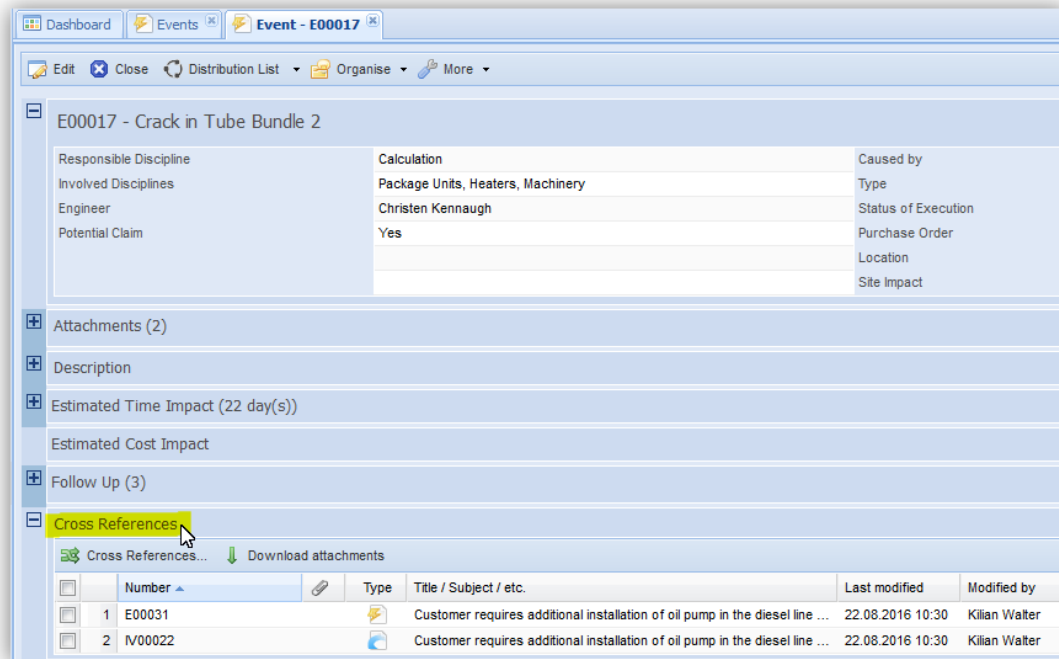 Dashboard Events Event - E00017
Edit Close Distribution List Organise More
E00017 - Crack in Tube Bundle 2
Responsible Discipline Calculation Caused by
Involved Disciplines Package Units, Heaters, Machinery Type
Engineer Christen Kennaugh Status of Execution
Potential Claim Yes Purchase Order
Location
Site Impact
Attachments (2)
Description
Estimated Time Impact (22 day(s))
Estimated Cost Impact
Follow Up (3)
Cross References
Cross References... Download attachments
Number Type Title / Subject / etc. Last modified Modified by
1 E00031 Customer requires additional installation of oil pump in the diesel line ... 22.08.2016 10:30 Kilian Walter
2 IV00022 Customer requires additional installation of oil pump in the diesel line ... 22.08.2016 10:30 Kilian Walter